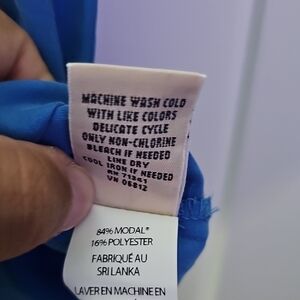 MACHINE WASH COLD
WITH LIKE COLORS
DELICATE CYCLE
ONLY NON-CHLORINE
BLEACH IF NEEDED
LINE DRY
COOL IRON IF NEEDED
RN 71341
VN 06812
84% MODAL*
16% POLYESTER
FABRIQUÉ AU
SRI LANKA
LAVER EN MACHINE EN